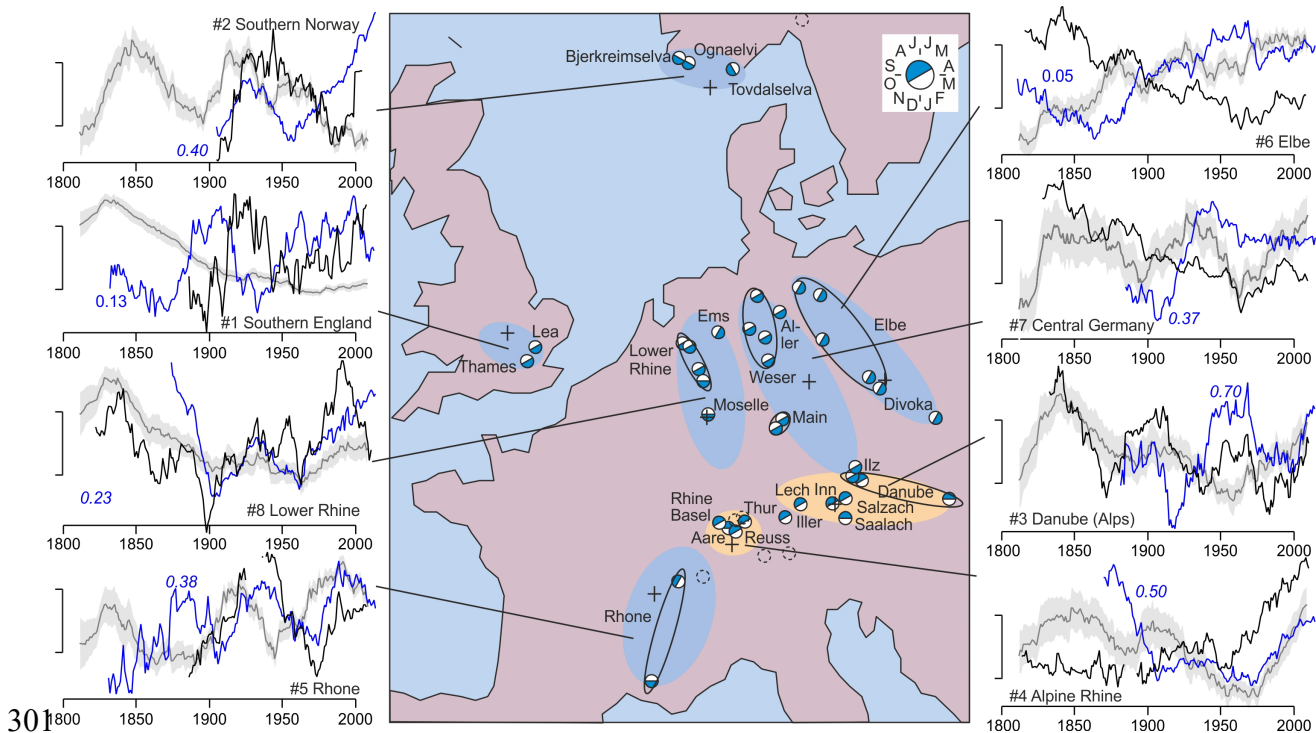 #2 Southern Norway
0.40
1800 1850 1900 1950 2000
0.13
#1 Southern England
1800 1850 1900 1950 2000
0.23
#8 Lower Rhine
1800 1850 1900 1950 2000
0.38
#5 Rhone
301
1800 1850 1900 1950 2000
Bjerkreimselva
Ognaelvi
Tovdalselva
J J
A M
S A
O M
N F
D J
Lea
Thames
Ems
Lower
Rhine
Moselle
Al-
ler
Weser
Main
Elbe
Divoka
Ilz
Lech Inn
Danube
Salzach
Saalach
Iller
Rhine
Basel
Thur
Aare
Reuss
Rhone
0.05
#6 Elbe
1800 1850 1900 1950 2000
0.37
#7 Central Germany
1800 1850 1900 1950 2000
0.70
#3 Danube (Alps)
1800 1850 1900 1950 2000
0.50
#4 Alpine Rhine
1800 1850 1900 1950 2000